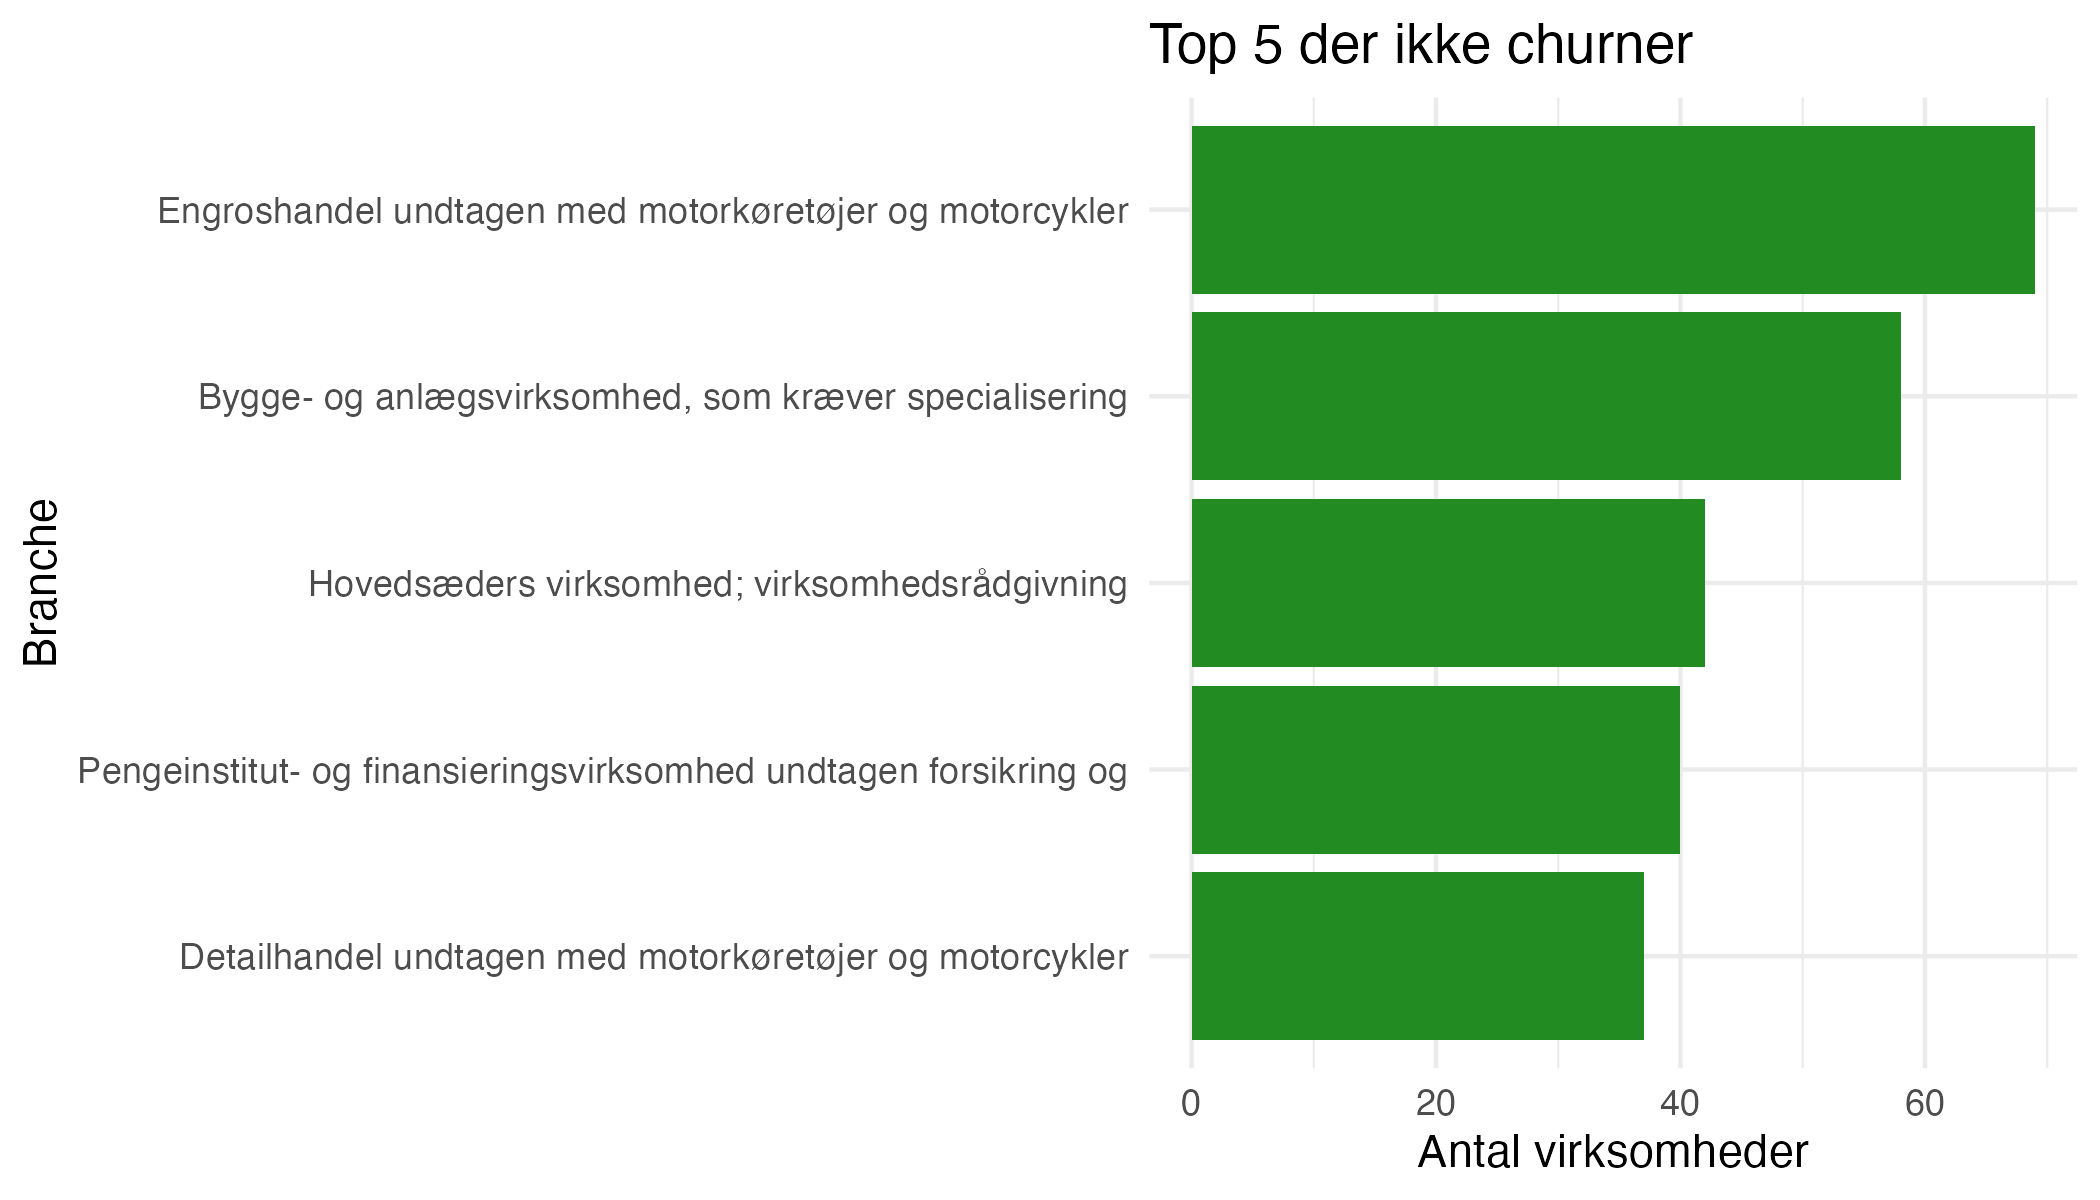 Top 5 der ikke churner
Engroshandel undtagen med motorkøretøjer og motorcykler
Bygge- og anlægsvirksomhed, som kræver specialisering
Hovedsæders virksomhed; virksomhedsrådgivning
Pengeinstitut- og finansieringsvirksomhed undtagen forsikring og
Detailhandel undtagen med motorkøretøjer og motorcykler
Branche
0 20 40 60
Antal virksomheder